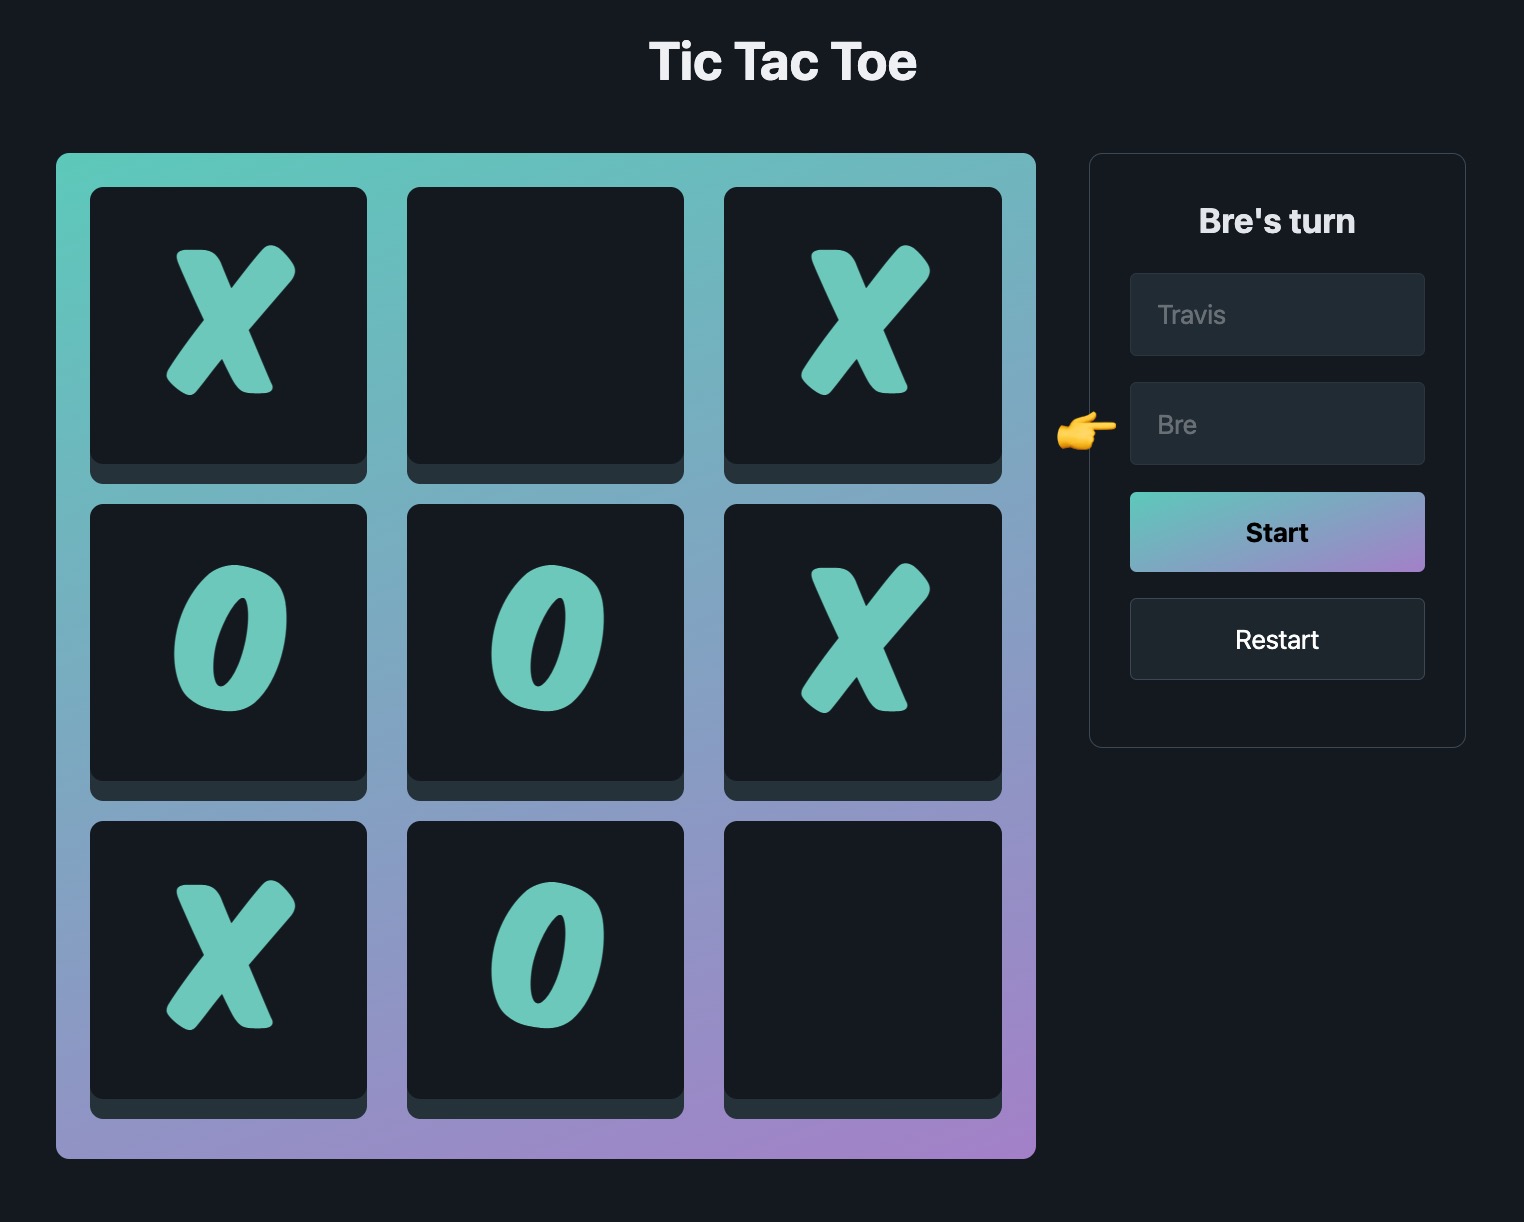 Tic Tac Toe
X X
O O X
X O
Bre's turn
Travis
Bre
Start
Restart